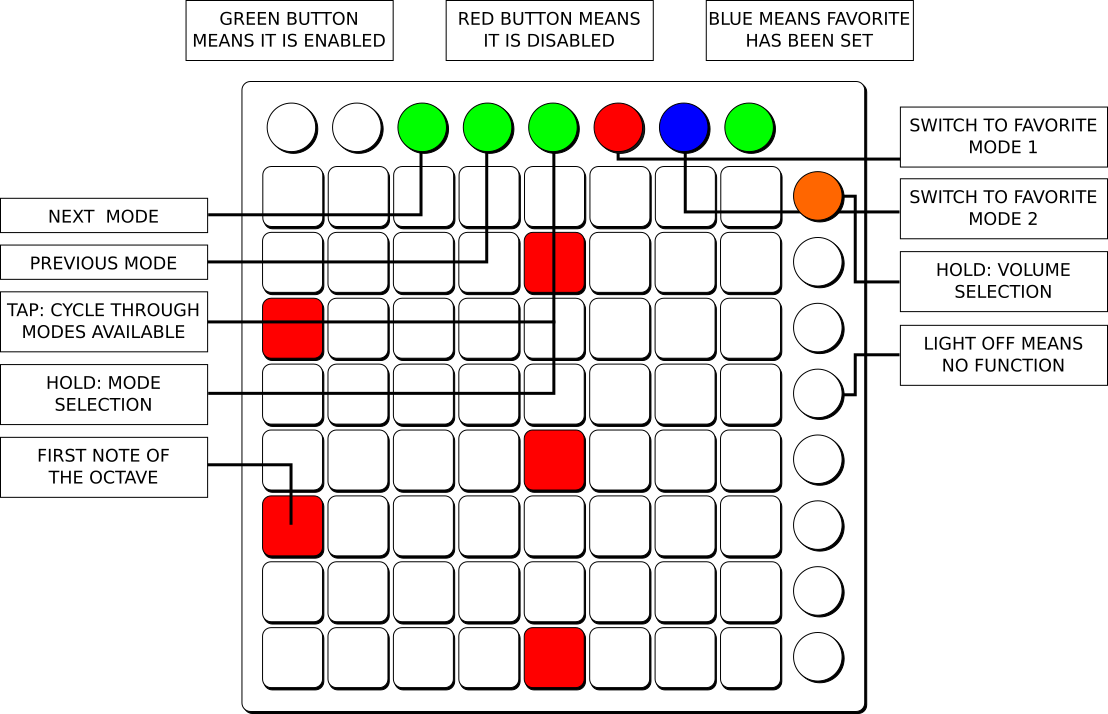 GREEN BUTTON
MEANS IT IS ENABLED
RED BUTTON MEANS
IT IS DISABLED
BLUE MEANS FAVORITE
HAS BEEN SET
SWITCH TO FAVORITE
MODE 1
SWITCH TO FAVORITE
MODE 2
HOLD: VOLUME
SELECTION
LIGHT OFF MEANS
NO FUNCTION
NEXT MODE
PREVIOUS MODE
TAP: CYCLE THROUGH
MODES AVAILABLE
HOLD: MODE
SELECTION
FIRST NOTE OF
THE OCTAVE